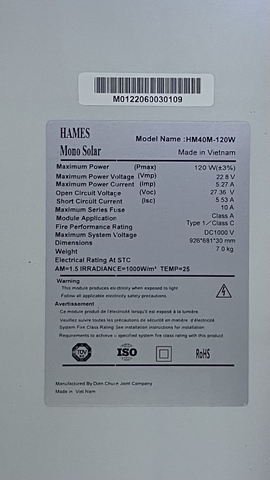 M0122060030109
HAMES
Mono Solar
Model Name :HM40M-120W
Made in Vietnam
Maximum Power (Pmax) 120 W(±3%)
Maximum Power Voltage (Vmp) 22.8 V
Maximum Power Current (Imp) 5.27 A
Open Circuit Voltage (Voc) 27.36 V
Short Circuit Current (Isc) 5.53 A
Maximum Series Fuse 10 A
Module Application Class A
Fire Performance Rating Type 1/Class C
Maximum System Voltage DC1000 V
Dimensions 926*681*30 mm
Weight 7.0 kg
Electrical Rating At STC
AM=1.5 IRRADIANCE=1000W/m² TEMP=25
Warning
This module produces electricity when exposed to light
Follow all applicable electricity safety precautions.
Avertissement
Ce module produit de l'électricité lorsqu'il est exposé à la lumière
Veuillez suivre toutes les précautions de sécurité en matière d'électricité
System Fire Class Rating See installation instructions for installation
Requirements to achieve a specified system fire class rating with this product
TÜV
ISO
RoHS
Manufactured By Dom Joint Company
Made in Viet Nam